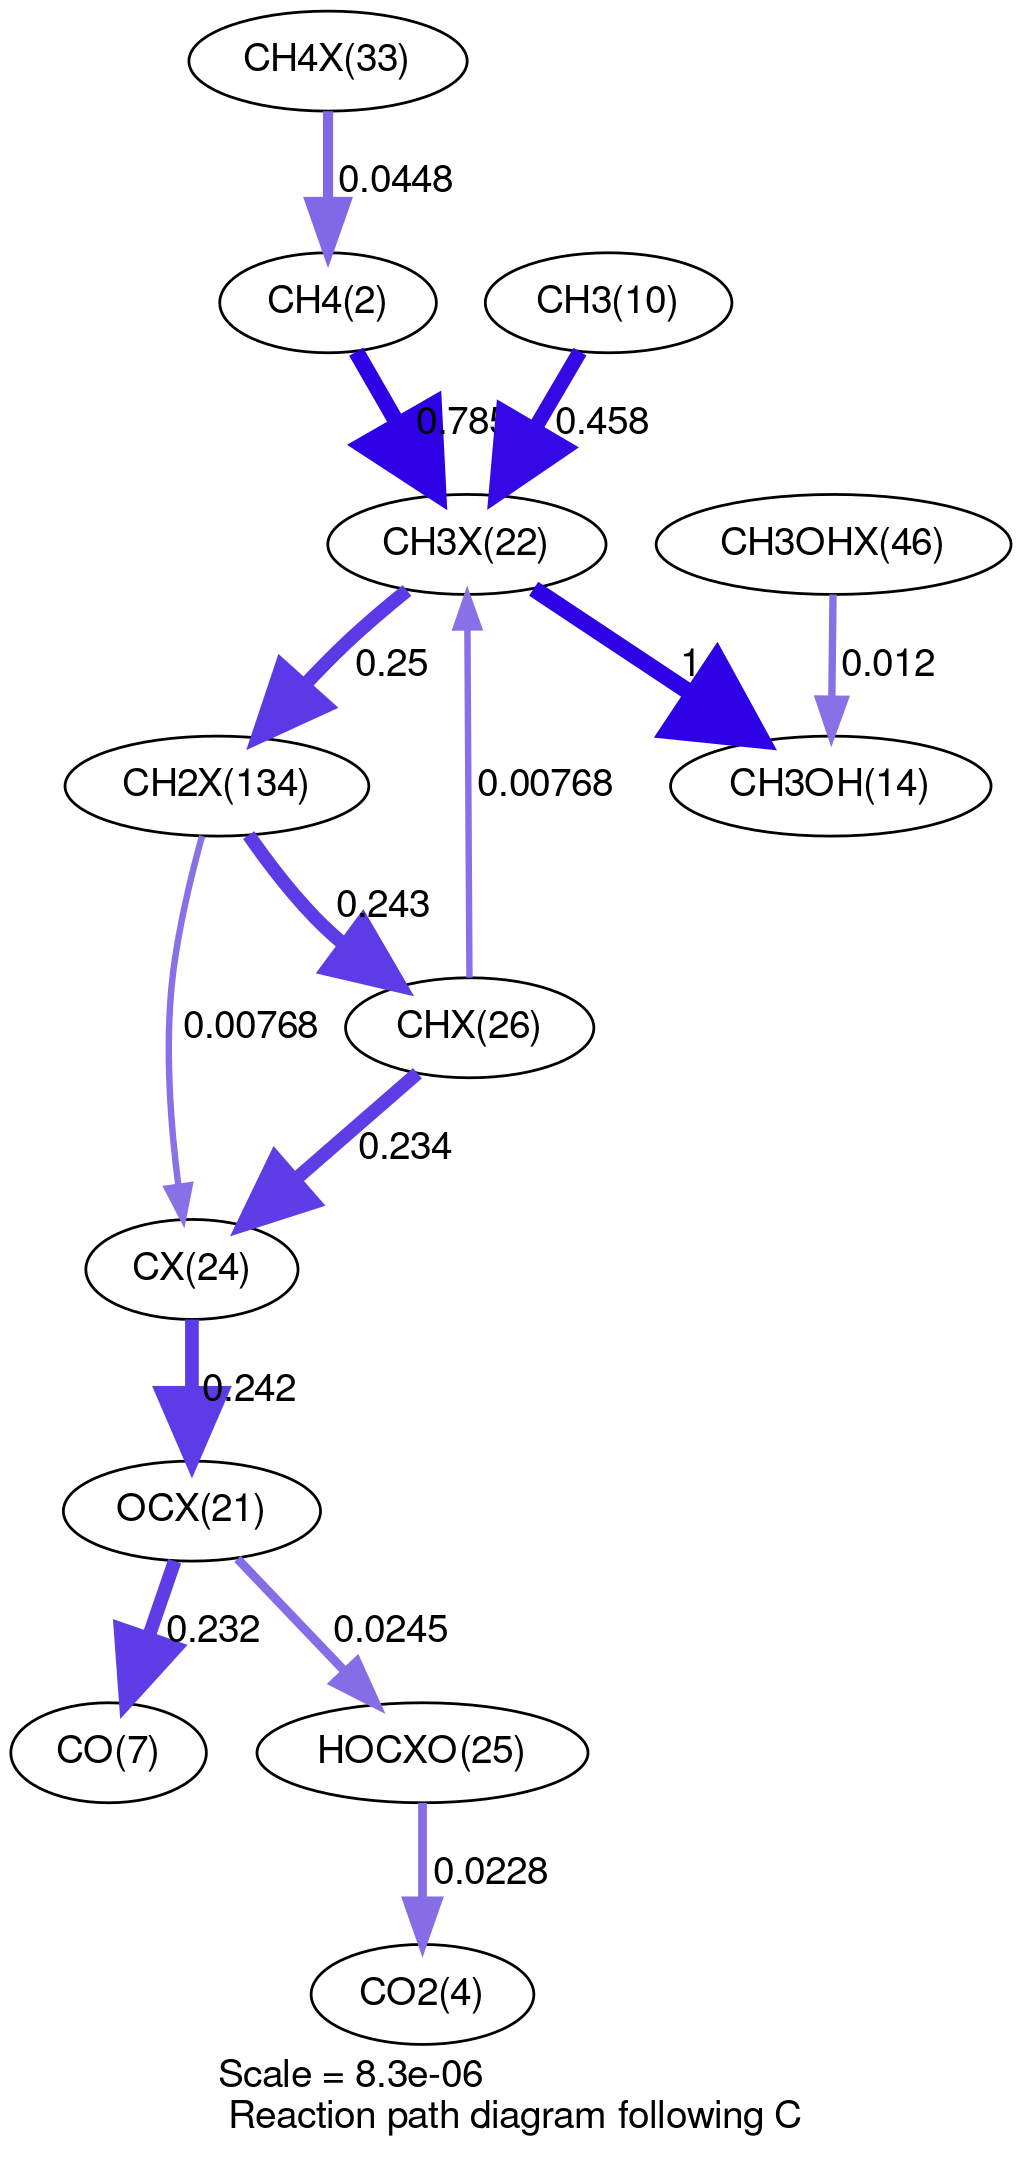 CH4X(33)
0.0448
CH4(2)
CH3(10)
0.785
0.458
CH3X(22)
CH3OHX(46)
0.25
1
0.012
CH2X(134)
0.00768
CH3OH(14)
0.243
0.00768
CHX(26)
0.234
CX(24)
0.242
OCX(21)
0.232
0.0245
CO(7)
HOCXO(25)
0.0228
CO2(4)
Scale = 8.3e-06
Reaction path diagram following C